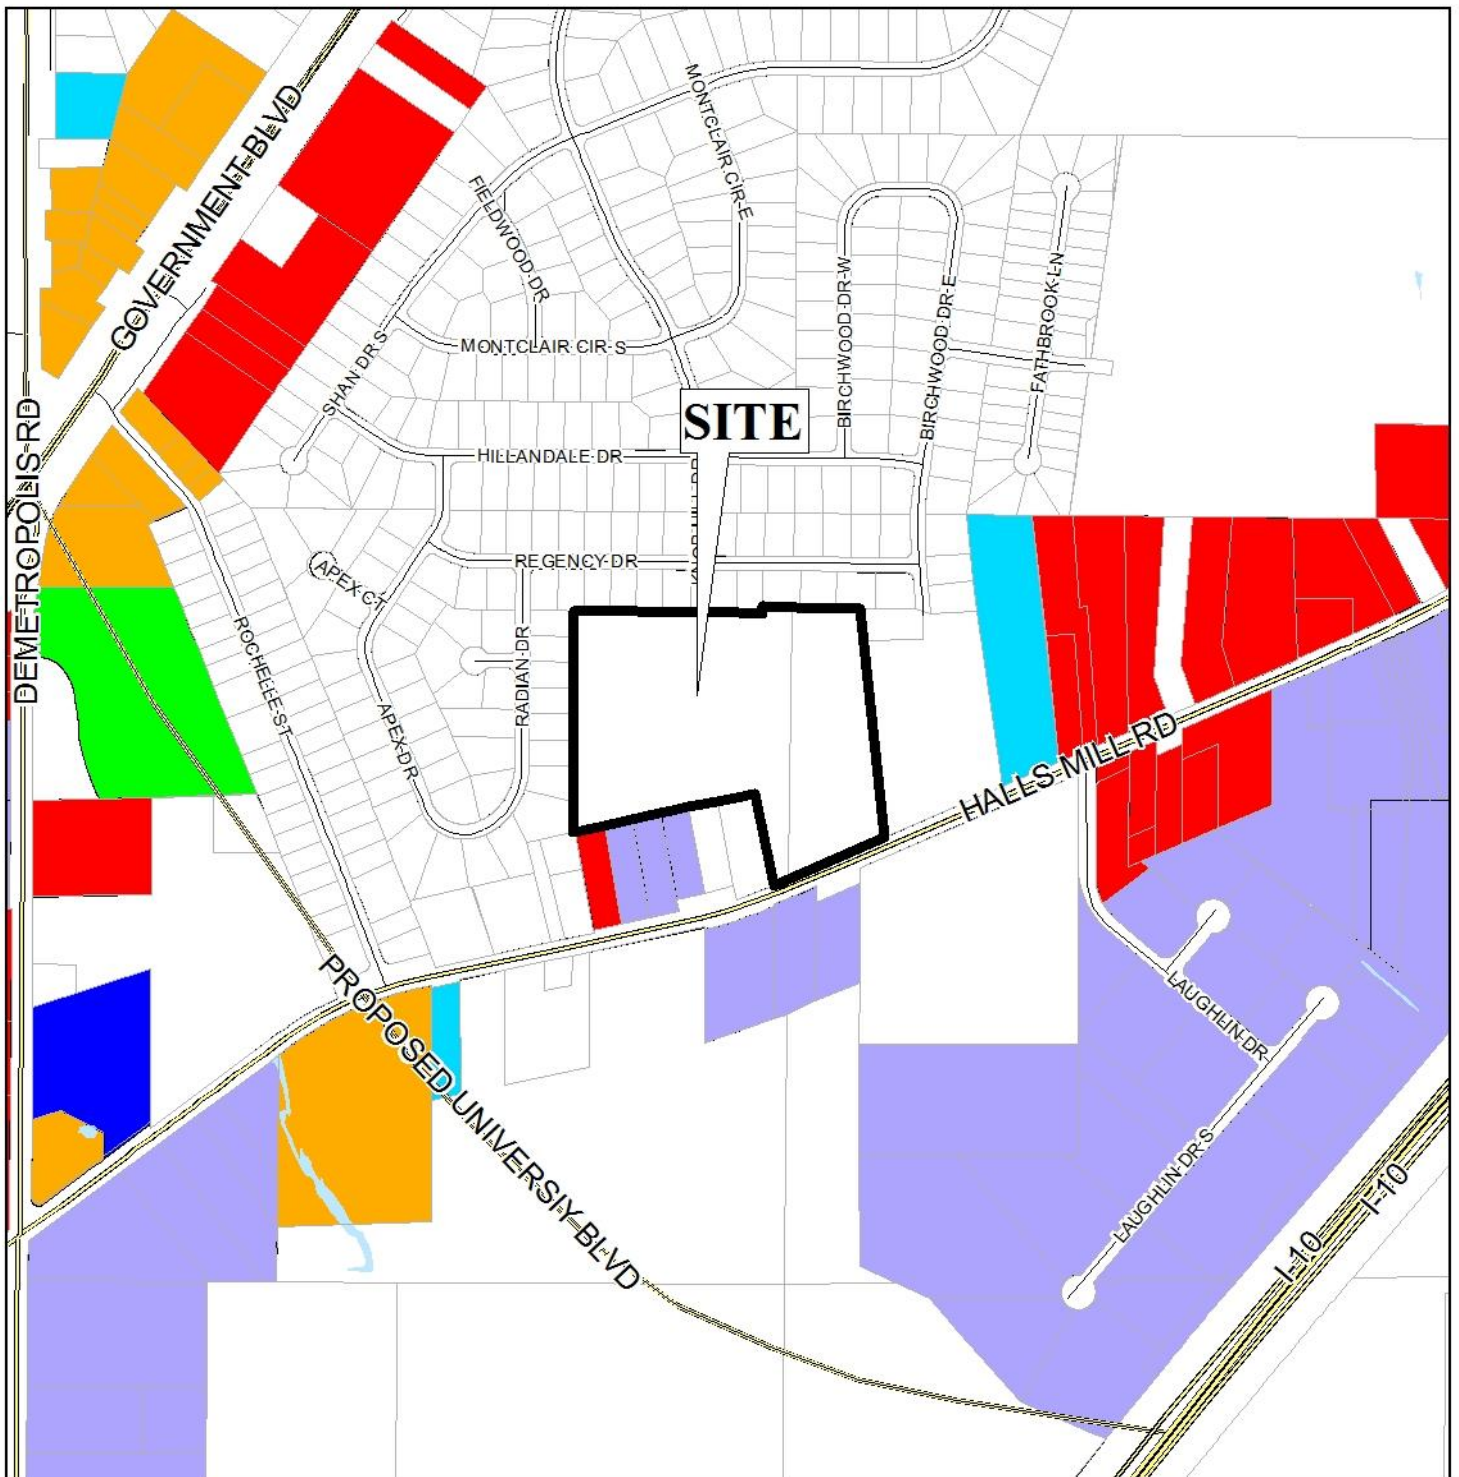 GOVERNMENT BLVD
MONTCLAIR CIR E
FIELDWOOD DR
BIRCHWOOD DR W
BIRCHWOOD DR E
FATHBROOK LN
MONTCLAIR CIR S
SHAN DR S
SITE
DEMETROPOLIS RD
HILLANDALE DR
REGENCY DR
APEX CT
ROCHELLE ST
RADIAN DR
APEX DR
HALLS MILL RD
PROPOSED UNIVERSIY BLVD
LAUGHLIN DR
LAUGHLIN DR S
I-10
I-10